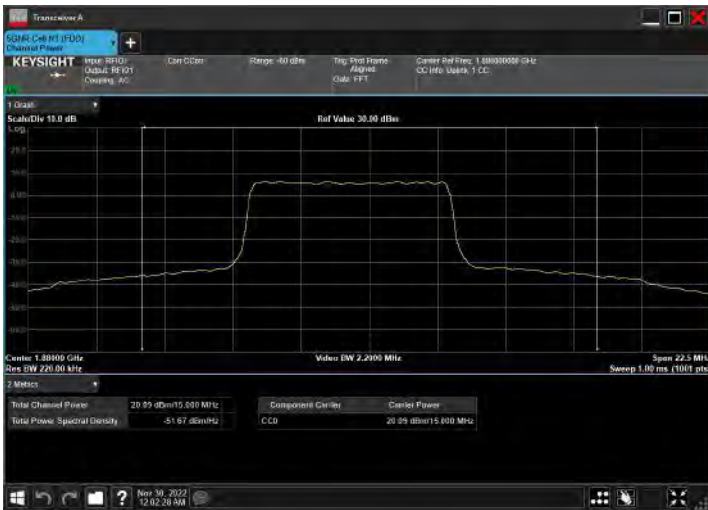 Transceiver A
5GNR-Cell N1 (FDD)
Channel Power
KEYSIGHT
Input: RFIO1
Output: RFIO1
Coupling: AC
Corr CCorr
Range: -60 dBm
Trig: Prot Frame
Aligned
Gate: FFT
Carrier Ref Freq: 1.880000000 GHz
CC Info: Uplink, 1 CC
1 Graph
Scale/Div 10.0 dB
Ref Value 30.00 dBm
Log
Center 1.88000 GHz
Video BW 2.2000 MHz
Span 22.5 MHz
Res BW 220.00 kHz
Sweep 1.00 ms (1001 pts
2 Metrics
Total Channel Power
20.09 dBm/15.000 MHz
Total Power Spectral Density
-51.67 dBm/Hz
Component Carrier
Carrier Power
CC0
20.09 dBm/15.000 MHz
?
Nov 30, 2022
12:02:28 AM